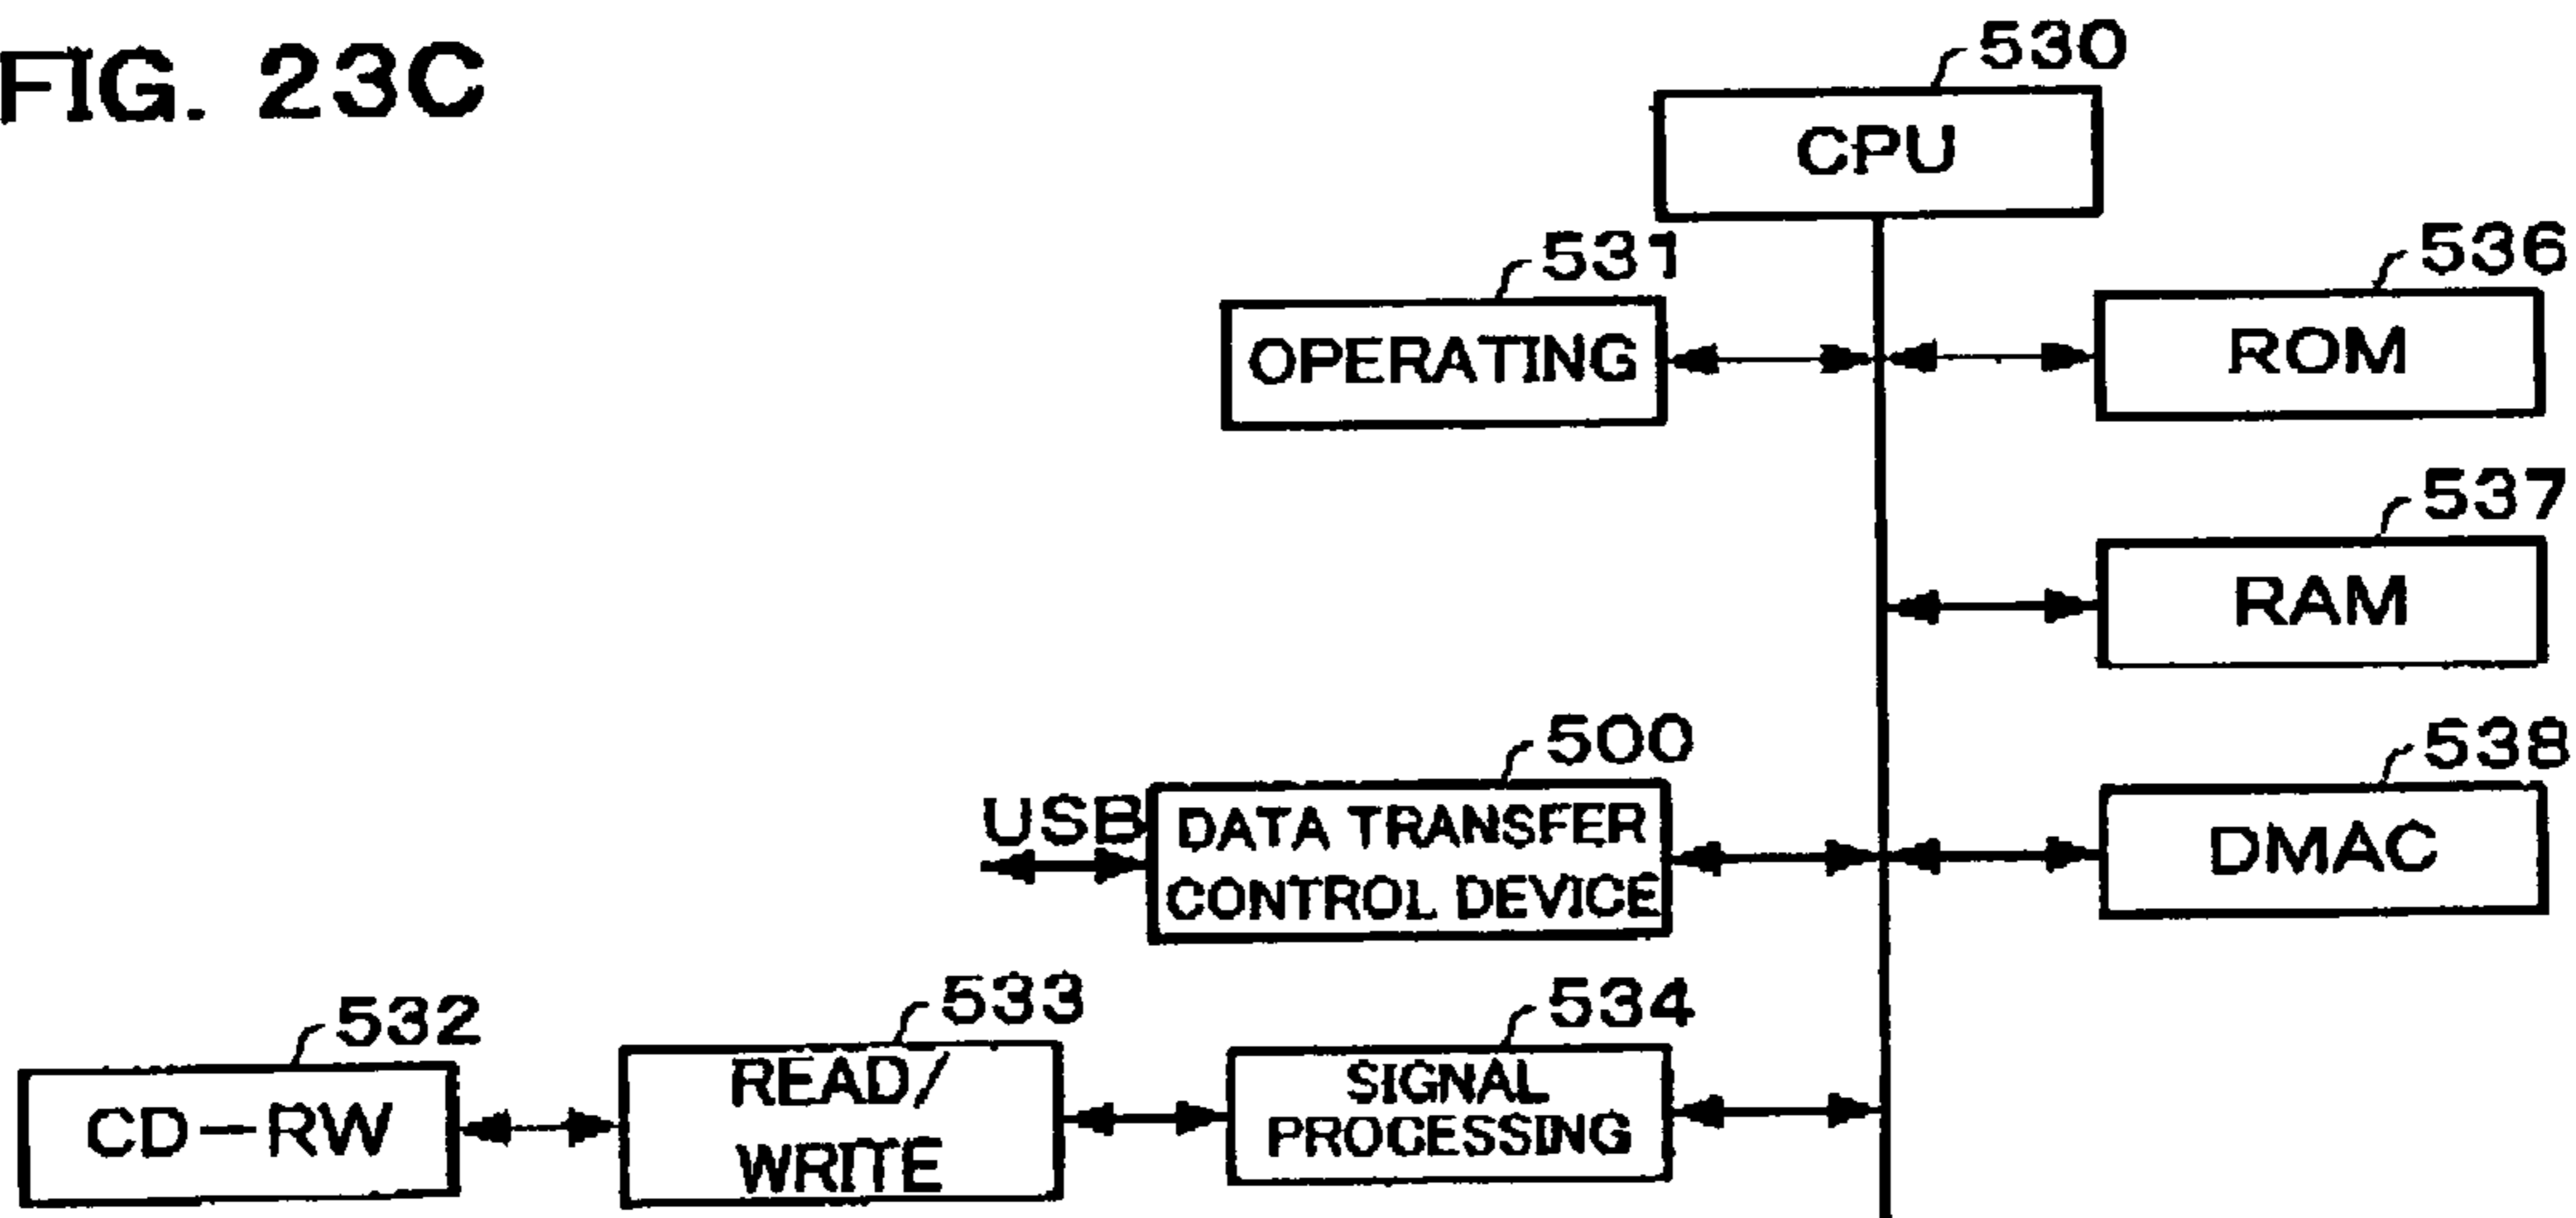 FIG. 23C
530
CPU
531
OPERATING
536
ROM
537
RAM
500
USB
DATA TRANSFER
CONTROL DEVICE
538
DMAC
532
CD-RW
533
READ/
WRITE
534
SIGNAL
PROCESSING